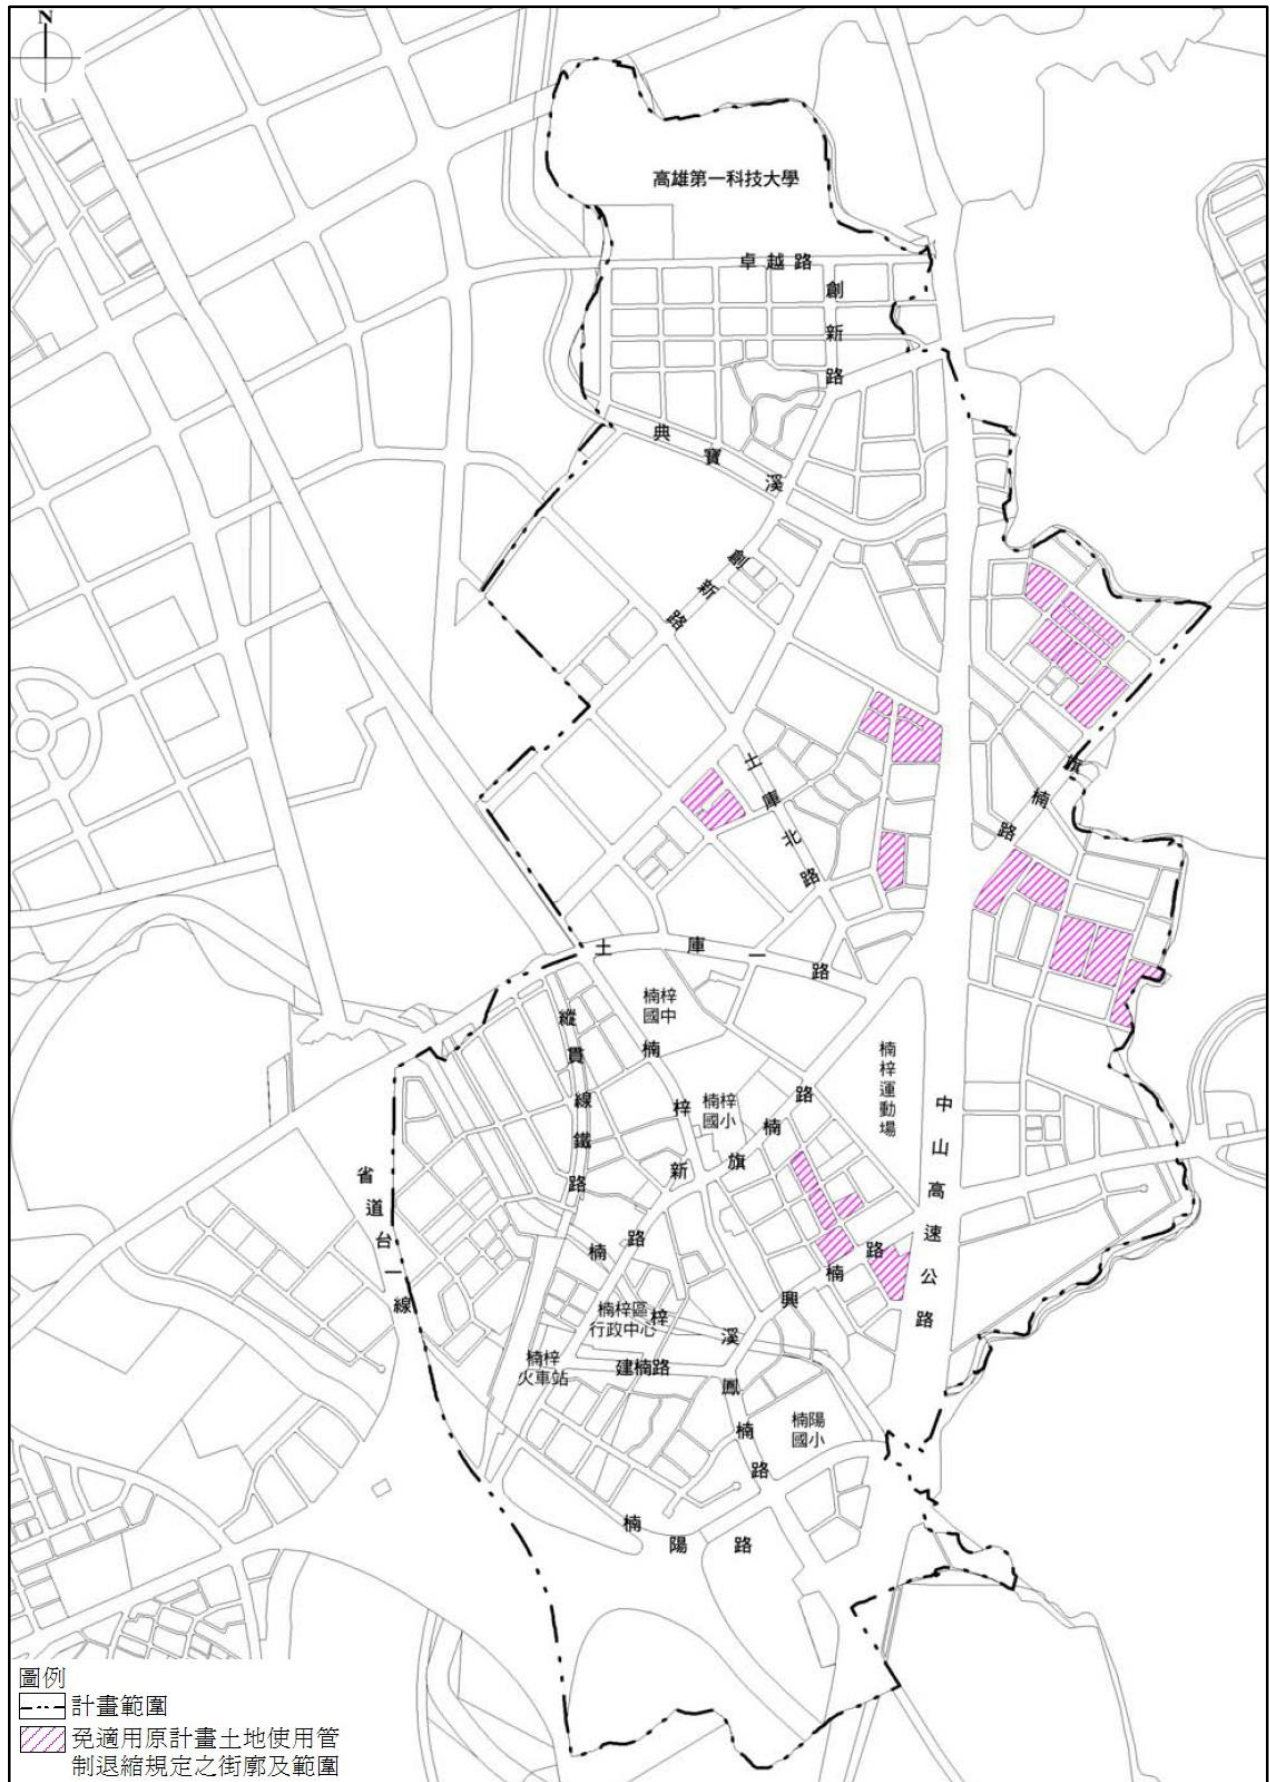 N
高雄第一科技大學
卓越路
創新路
典寶溪
創新路
土庫北路
旗楠路
土庫一路
楠梓
國中
縱貫線鐵路
楠梓新路
楠梓
國小
楠旗路
楠梓運動場
中山高速公路
省道台一線
楠梓溪
興楠路
楠梓區
行政中心
楠梓
火車站
建楠路
鳳楠路
楠陽
國小
楠陽路
圖例
計畫範圍
免適用原計畫土地使用管
制退縮規定之街廓及範圍